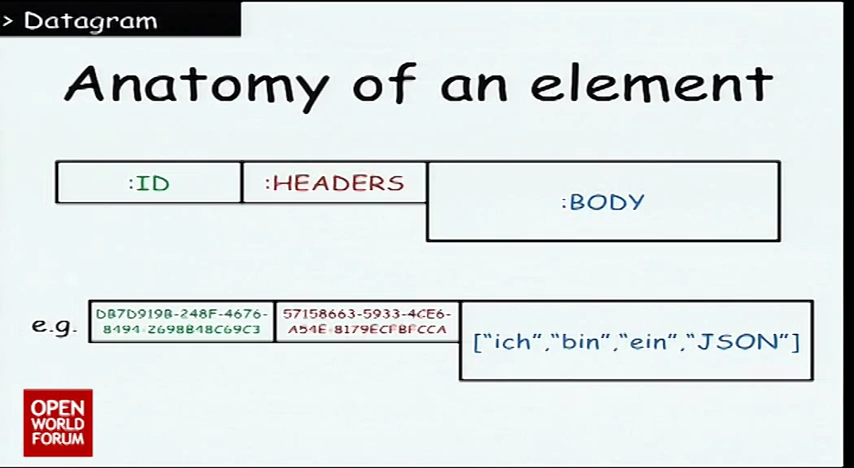 > Datagram
Anatomy of an element
:ID
:HEADERS
:BODY
e.g.
DB7D919B-248F-4676-
8494-2698B48C69C3
57158663-5933-4CE6-
A54E-8179ECFBFCCA
["ich","bin","ein","JSON"]
OPEN
WORLD
FORUM